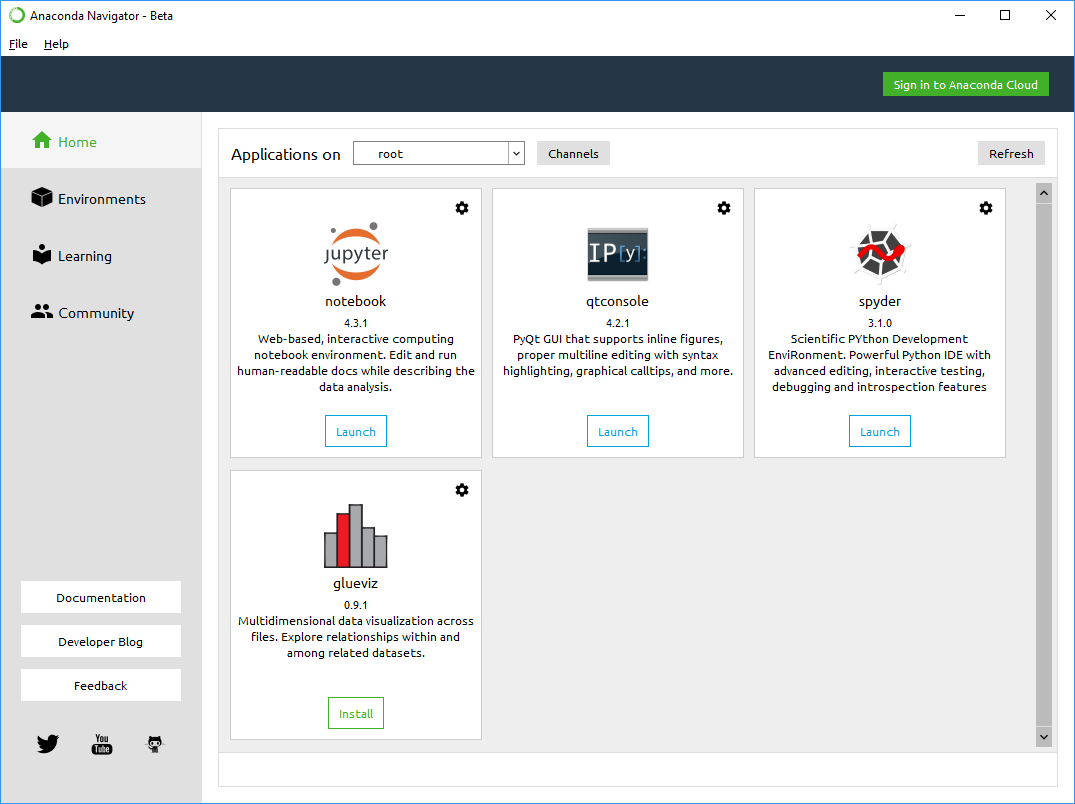 Anaconda Navigator - Beta
File Help
Sign in to Anaconda Cloud
Home
Environments
Learning
Community
Documentation
Developer Blog
Feedback
You
Tube
Applications on root Channels Refresh
jupyter
notebook
4.3.1
Web-based, interactive computing
notebook environment. Edit and run
human-readable docs while describing the
data analysis.
Launch
IP[y]:
qtconsole
4.2.1
PyQt GUI that supports inline figures,
proper multiline editing with syntax
highlighting, graphical calltips, and more.
Launch
spyder
3.1.0
Scientific PYthon Development
EnviRonment. Powerful Python IDE with
advanced editing, interactive testing,
debugging and introspection features
Launch
glueviz
0.9.1
Multidimensional data visualization across
files. Explore relationships within and
among related datasets.
Install